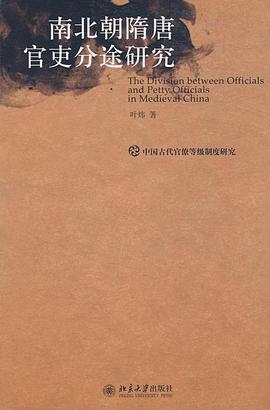 南北朝隋唐
官吏分途研究
The Division between Officials
and Petty Officials
in Medieval China
叶炜 著
中国古代官僚等级制度研究
北京大学出版社
PEKING UNIVERSITY PRESS